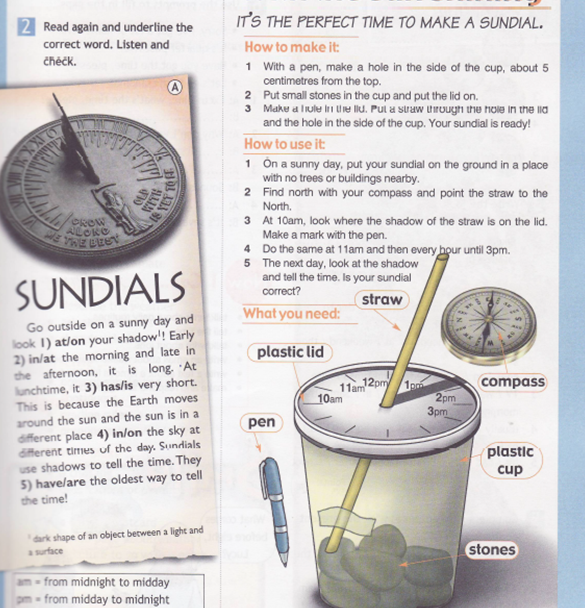 2 Read again and underline the
correct word. Listen and
check.
A
GROW
OLD
ALONG
WITH
ME THE BEST
IS YET TO BE
SUNDIALS
Go outside on a sunny day and
look 1) at/on your shadow¹! Early
2) in/at the morning and late in
the afternoon, it is long. At
lunchtime, it 3) has/is very short.
This is because the Earth moves
around the sun and the sun is in a
different place 4) in/on the sky at
different times of the day. Sundials
use shadows to tell the time. They
5) have/are the oldest way to tell
the time!
¹ dark shape of an object between a light and
a surface
am = from midnight to midday
pm = from midday to midnight
IT'S THE PERFECT TIME TO MAKE A SUNDIAL.
How to make it:
1 With a pen, make a hole in the side of the cup, about 5
centimetres from the top.
2 Put small stones in the cup and put the lid on.
3 Make a hole in the lid. Put a straw through the hole in the lid
and the hole in the side of the cup. Your sundial is ready!
How to use it:
1 On a sunny day, put your sundial on the ground in a place
with no trees or buildings nearby.
2 Find north with your compass and point the straw to the
North.
3 At 10am, look where the shadow of the straw is on the lid.
Make a mark with the pen.
4 Do the same at 11am and then every hour until 3pm.
5 The next day, look at the shadow
and tell the time. Is your sundial
correct?
What you need:
straw
plastic lid
compass
10am
11am
12pm
1pm
2pm
3pm
pen
plastic
cup
stones